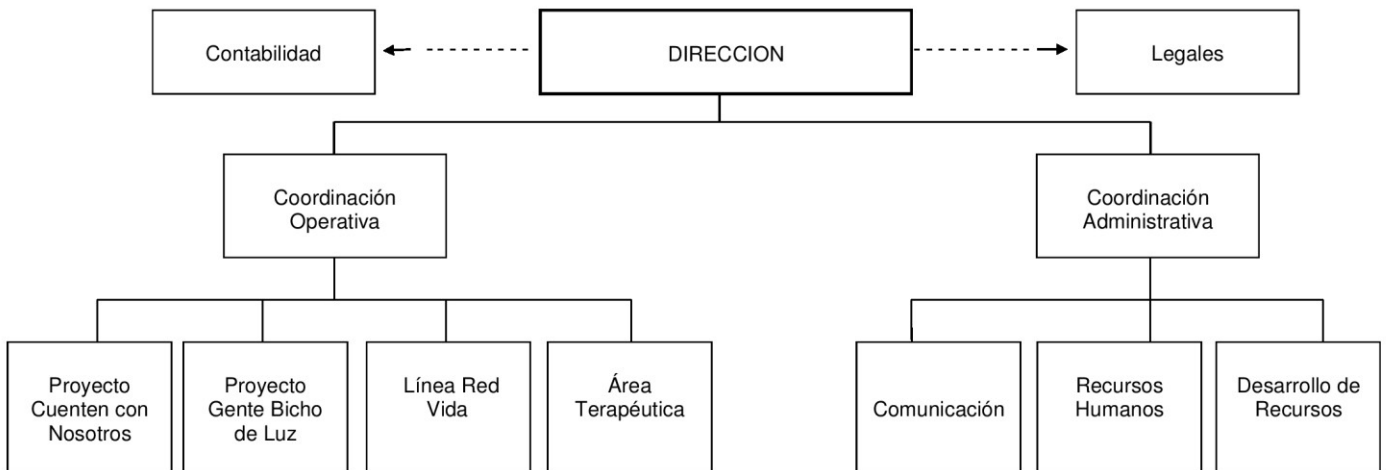 Contabilidad
DIRECCION
Legales
Coordinación
Operativa
Coordinación
Administrativa
Proyecto
Cuenten con
Nosotros
Proyecto
Gente Bicho
de Luz
Línea Red
Vida
Área
Terapéutica
Comunicación
Recursos
Humanos
Desarrollo de
Recursos